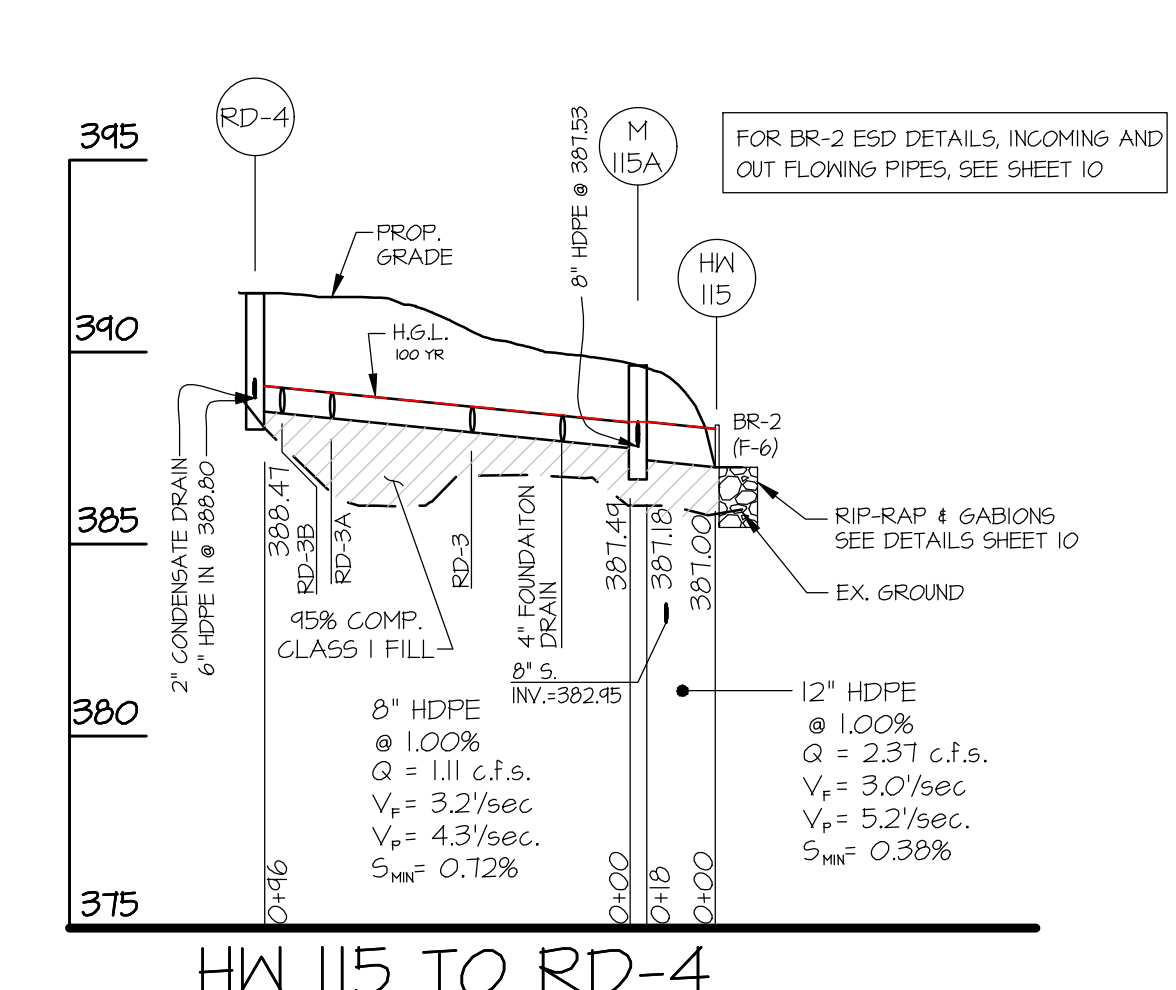 395
390
385
380
375
RD-4
8" HDPE @ 387.53
M
115A
FOR BR-2 ESD DETAILS, INCOMING AND
OUT FLOWING PIPES, SEE SHEET 10
HW
115
PROP.
GRADE
H.G.L.
100 YR
BR-2
(F-6)
2" CONDENSATE DRAIN
6" HDPE IN @ 388.80
388.47
RD-3B
RD-3A
RD-3
4" FOUNDAITON
DRAIN
387.49
387.18
387.00
RIP-RAP & GABIONS
SEE DETAILS SHEET 10
EX. GROUND
95% COMP.
CLASS 1 FILL
8" S.
INV.=382.95
8" HDPE
@ 1.00%
Q = 1.11 c.f.s.
VF= 3.2'/sec
VP= 4.3'/sec.
SMIN= 0.72%
12" HDPE
@ 1.00%
Q = 2.37 c.f.s.
VF= 3.0'/sec
VP= 5.2'/sec.
SMIN= 0.38%
0+96
0+00
0+18
0+00
HW 115 TO RD-4